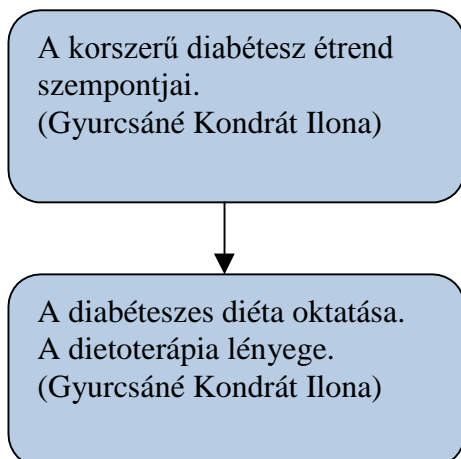 A korszerű diabétesz étrend
szempontjai.
(Gyurcsáné Kondrát Ilona)
A diabéteszes diéta oktatása.
A dietoterápia lényege.
(Gyurcsáné Kondrát Ilona)